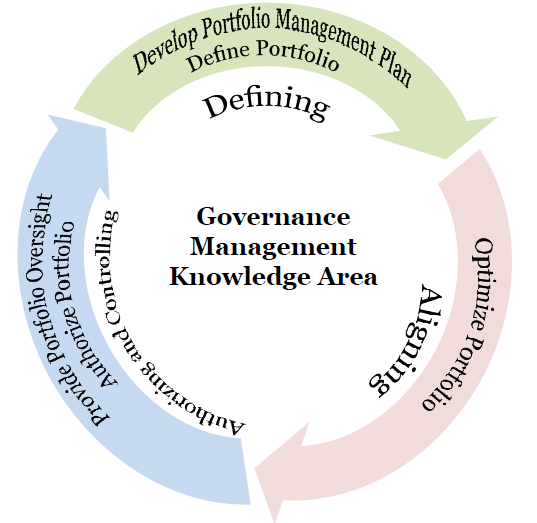 Develop Portfolio Management Plan
Define Portfolio
Defining
Governance
Management
Knowledge Area
Optimize Portfolio
Aligning
Provide Portfolio Oversight
Authorize Portfolio
Authorizing and Controlling